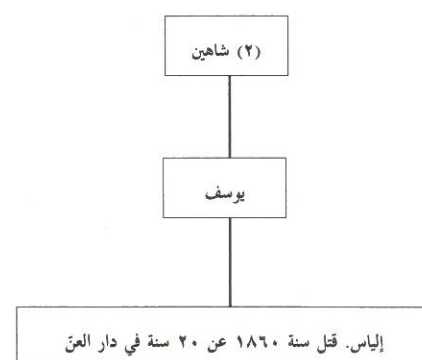 (٢) شاهين
يوسف
إلياس. قتل سنة ١٨٦٠ عن ٢٠ سنة في دار العنّ